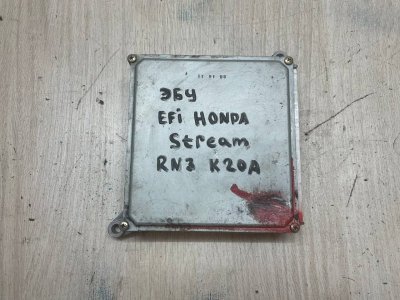 ЭБУ
EFi HONDA
Stream
RN3 K20A